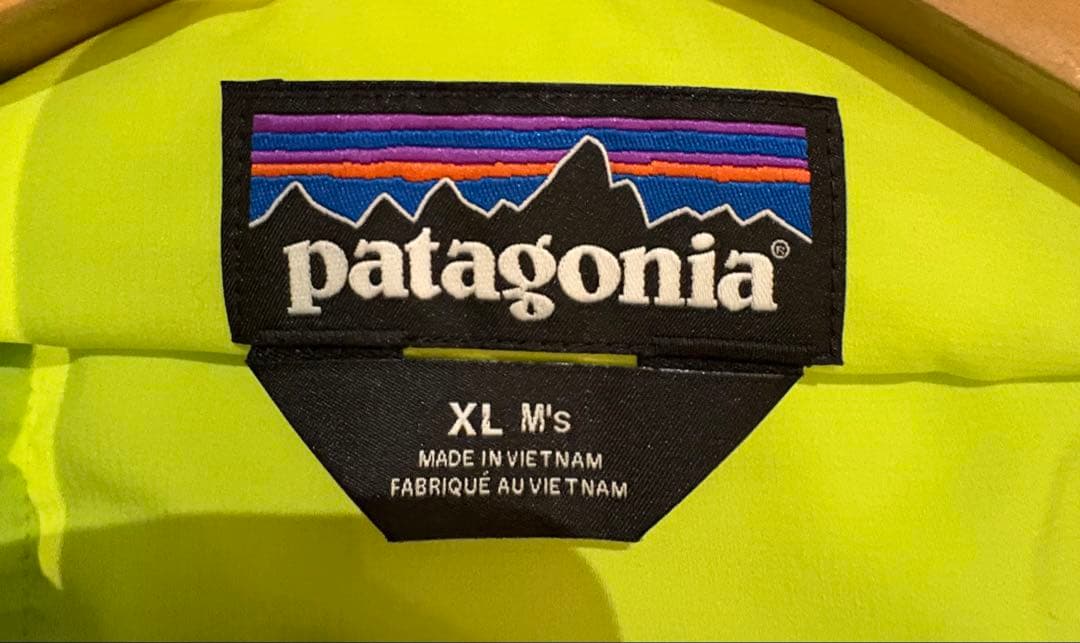 patagonia®
XL M's
MADE IN VIETNAM
FABRIQUÉ AU VIETNAM